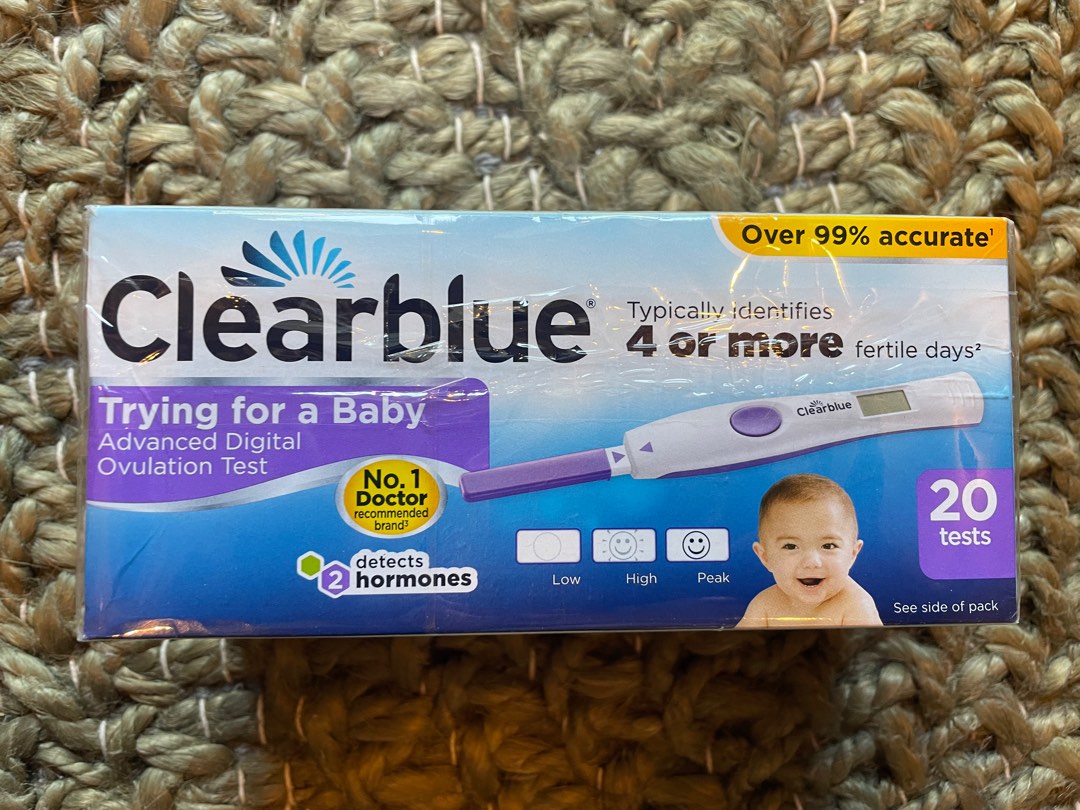 Over 99% accurate¹
Clearblue®
Typically identifies
4 or more fertile days²
Trying for a Baby
Advanced Digital
Ovulation Test
Clearblue
No. 1
Doctor
recommended
brand³
20
tests
detects
2 hormones
Low High Peak
See side of pack